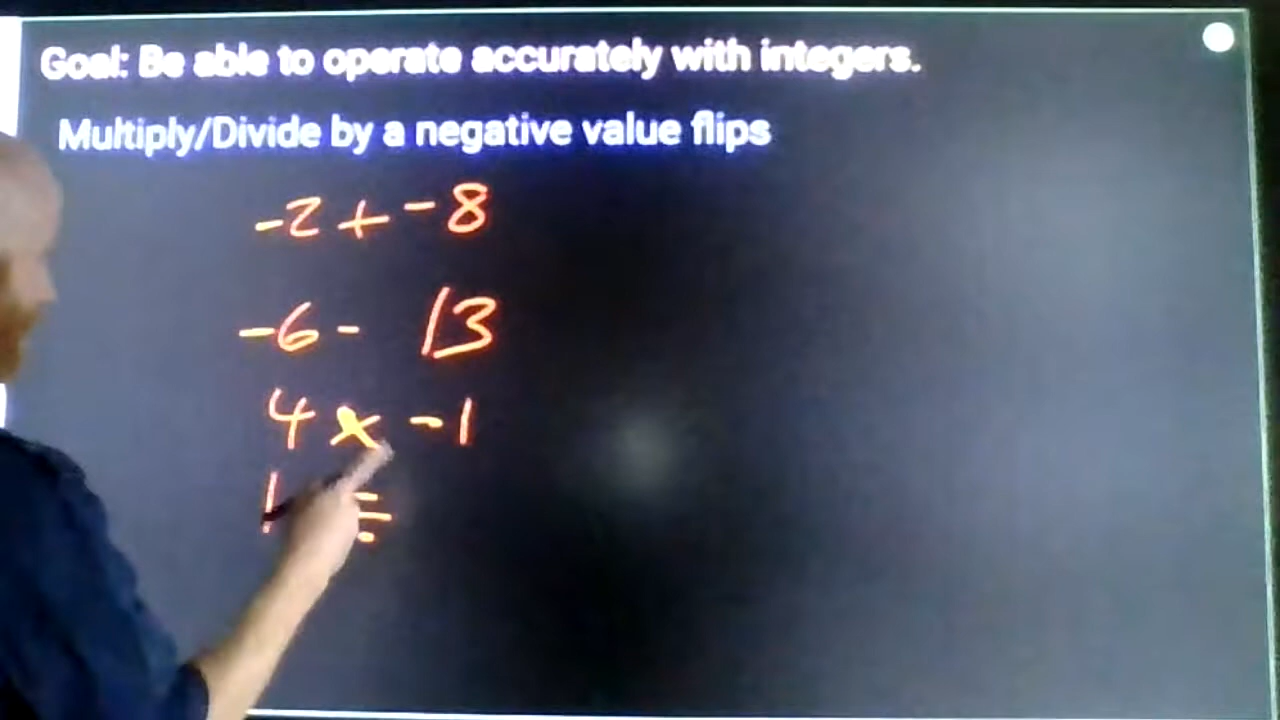 Goal: Be able to operate accurately with integers.
Multiply/Divide by a negative value flips
-2 + -8
-6 - 13
4 x -1